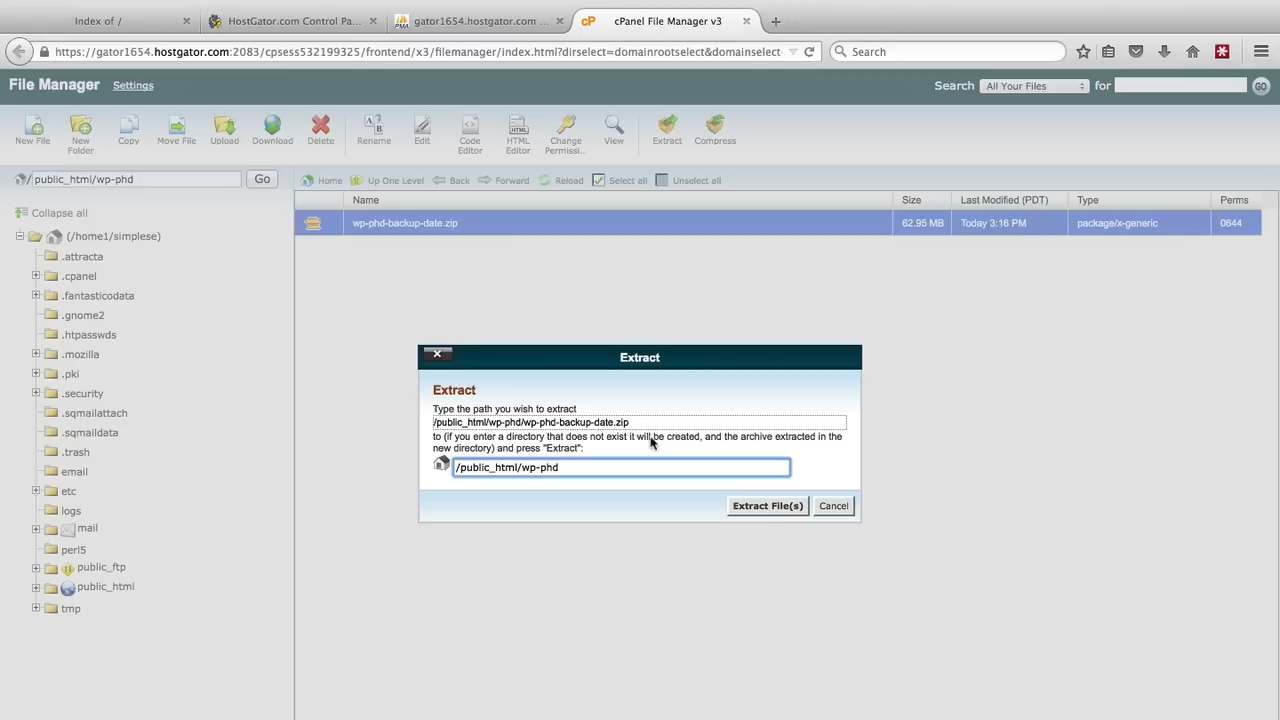 Index of /
HostGator.com Control Pa...
gator1654.hostgator.com ...
cP cPanel File Manager v3
https://gator1654.hostgator.com:2083/cpsess532199325/frontend/x3/filemanager/index.html?dirselect=domainrootselect&domainselect
Search
File Manager Settings
Search All Your Files for GO
New File
New Folder
Copy
Move File
Upload
Download
Delete
Rename
Edit
Code Editor
HTML Editor
Change Permissi...
View
Extract
Compress
/ public_html/wp-phd Go
Home Up One Level Back Forward Reload Select all Unselect all
Collapse all
Name Size Last Modified (PDT) Type Perms
wp-phd-backup-date.zip 62.95 MB Today 3:16 PM package/x-generic 0644
(/home1/simplese)
.attracta
.cpanel
.fantasticodata
.gnome2
.htpasswds
.mozilla
.pki
.security
.sqmailattach
.sqmaildata
.trash
email
etc
logs
mail
perl5
public_ftp
public_html
tmp
Extract
Extract
Type the path you wish to extract
/public_html/wp-phd/wp-phd-backup-date.zip
to (if you enter a directory that does not exist it will be created, and the archive extracted in the
new directory) and press "Extract":
/public_html/wp-phd
Extract File(s) Cancel